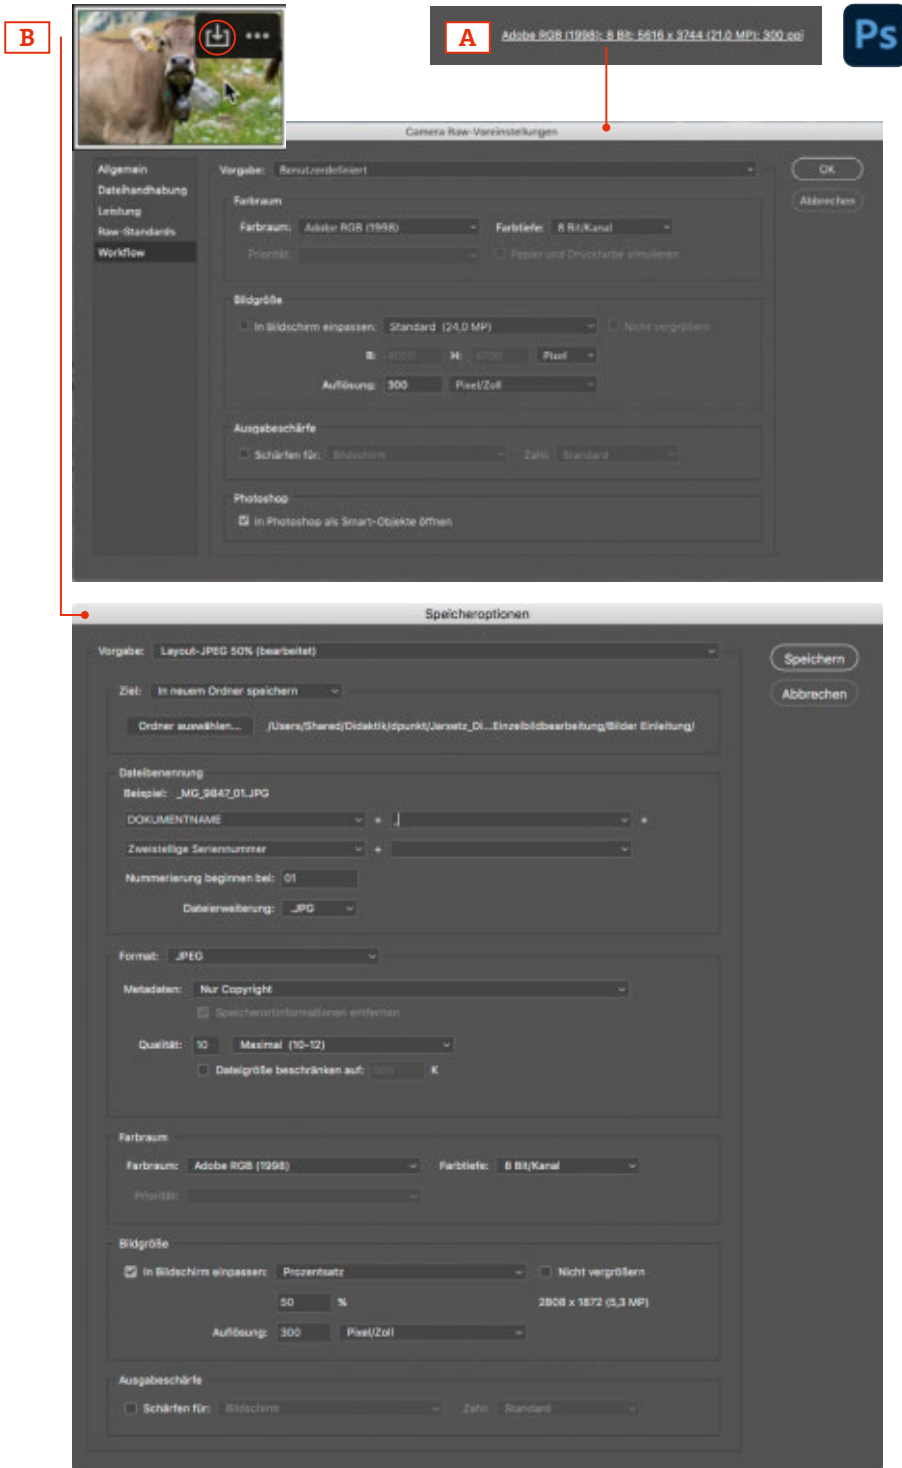 B
A
Adobe RGB (1998); 8 Bit; 5616 x 3744 (21,0 MP); 300 ppi
Ps
Camera Raw-Voreinstellungen
Allgemein
Dateihandhabung
Leistung
Raw-Standards
Workflow
Vorgabe: Benutzerdefiniert
OK
Abbrechen
Farbraum
Farbraum: Adobe RGB (1998) Farbtiefe: 8 Bit/Kanal
Priorität: Papier und Druckfarbe simulieren
Bildgröße
In Bildschirm einpassen: Standard (24,0 MP) Nicht vergrößern
B: H: Pixel
Auflösung: 300 Pixel/Zoll
Ausgabeschärfe
Schärfen für: Bildschirm Zahl: Standard
Photoshop
In Photoshop als Smart-Objekte öffnen
Speicheroptionen
Vorgabe: Layout-JPEG 50% (bearbeitet)
Speichern
Abbrechen
Ziel: In neuem Ordner speichern
Ordner auswählen... /Users/Shared/Didaktik/dpunkt/Jarsetz_Di...Einzelbildbearbeitung/Bilder Einleitung/
Dateibenennung
Beispiel: _MG_9847_01.JPG
DOKUMENTNAME + _ +
Zweistellige Seriennummer +
Nummerierung beginnen bei: 01
Dateierweiterung: .JPG
Format: JPEG
Metadaten: Nur Copyright
Speicherortinformationen entfernen
Qualität: 10 Maximal (10-12)
Dateigröße beschränken auf: K
Farbraum
Farbraum: Adobe RGB (1998) Farbtiefe: 8 Bit/Kanal
Priorität:
Bildgröße
In Bildschirm einpassen: Prozentsatz Nicht vergrößern
50 % 2808 x 1872 (5,3 MP)
Auflösung: 300 Pixel/Zoll
Ausgabeschärfe
Schärfen für: Bildschirm Zahl: Standard